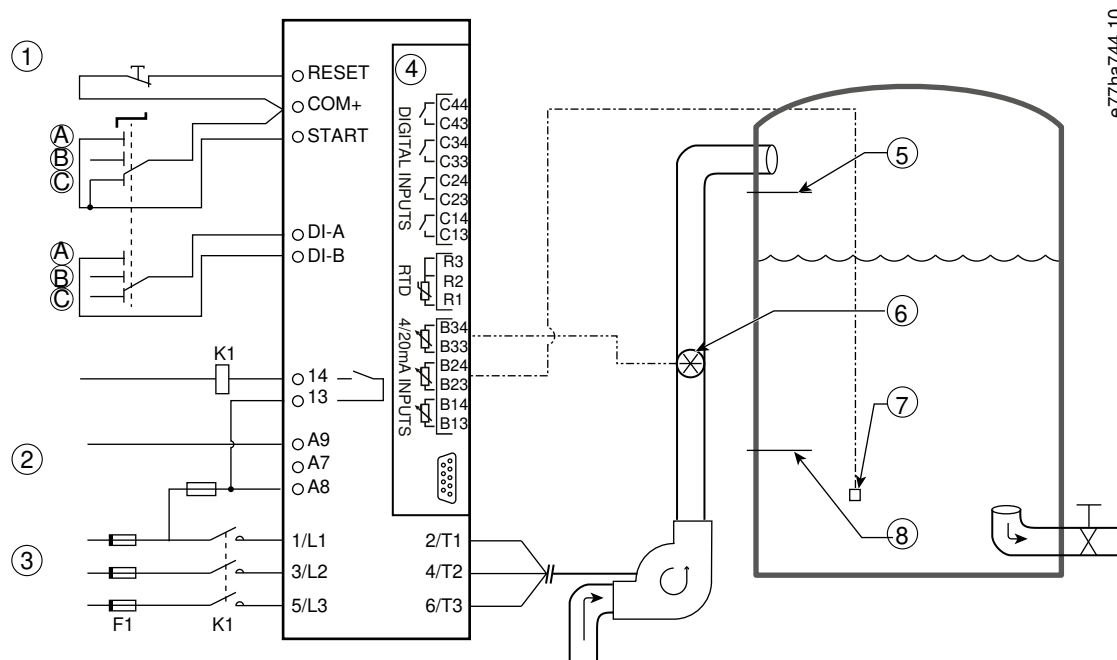 e77ha744.10
1
RESET
COM+
START
A
B
C
DI-A
DI-B
A
B
C
K1
14
13
2
A9
A7
A8
3
1/L1
3/L2
5/L3
F1
K1
4
DIGITAL INPUTS
C44
C43
C34
C33
C24
C23
C14
C13
RTD
R3
R2
R1
4/20mA INPUTS
B34
B33
B24
B23
B14
B13
2/T1
4/T2
6/T3
5
6
7
8